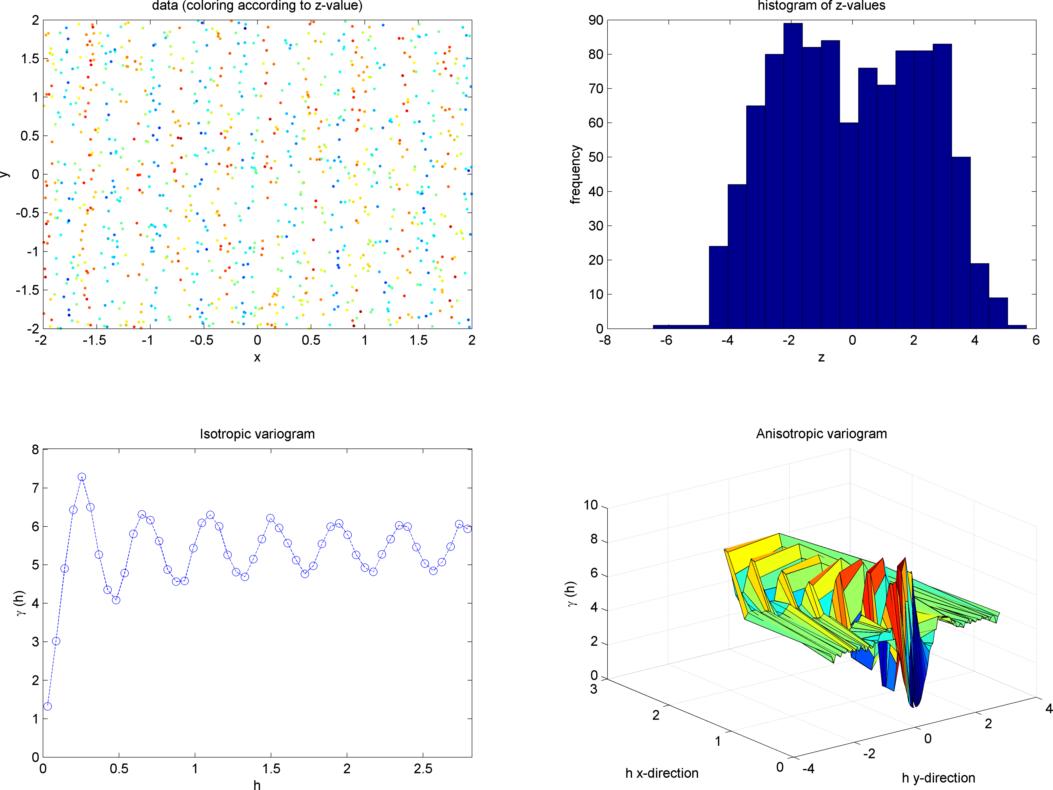 data (coloring according to z-value)
2
1.5
1
0.5
0
-0.5
-1
-1.5
-2
y
-2 -1.5 -1 -0.5 0 0.5 1 1.5 2
x
histogram of z-values
90
80
70
60
50
40
30
20
10
0
frequency
-8 -6 -4 -2 0 2 4 6
z
Isotropic variogram
8
7
6
5
4
3
2
1
0
γ (h)
0 0.5 1 1.5 2 2.5
h
Anisotropic variogram
10
8
6
4
2
0
γ (h)
3
2
1
0
h x-direction
-4
-2
0
2
4
h y-direction